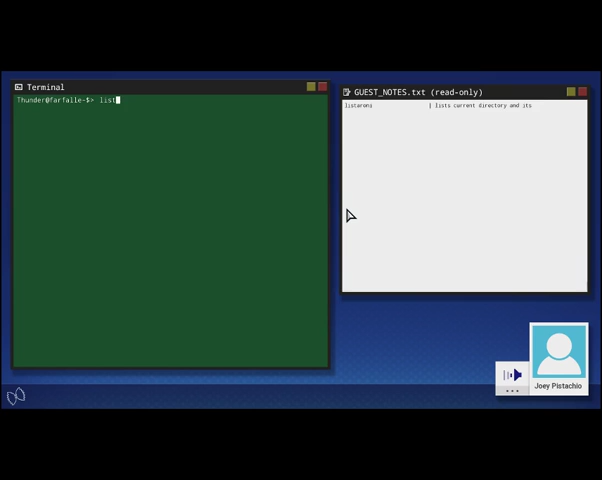 Terminal
Thunder@farfalle~$> list
GUEST_NOTES.txt (read-only)
listaroni | lists current directory and its
Joey Pistachio